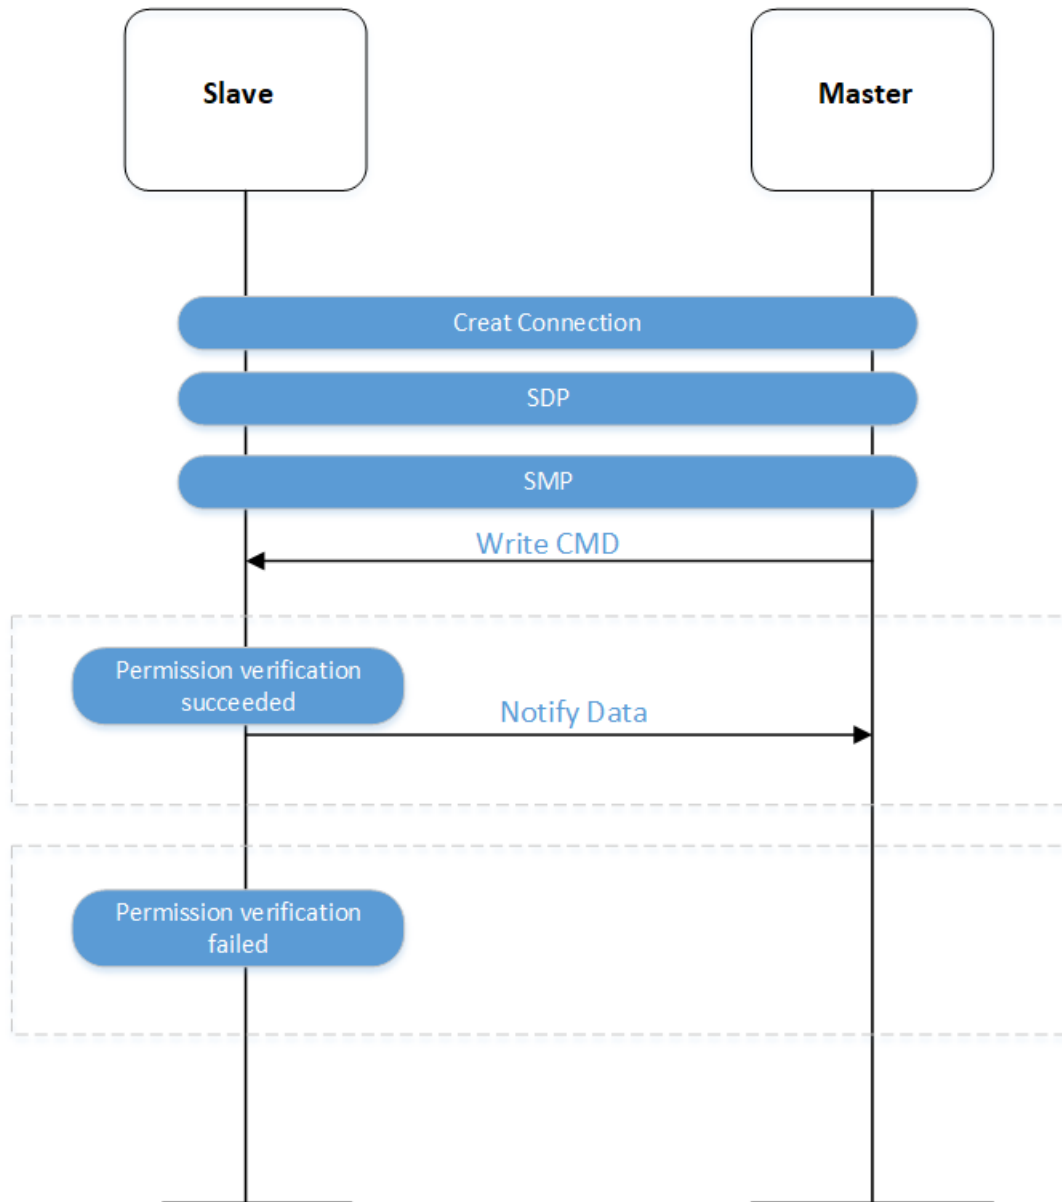 Slave
Master
Creat Connection
SDP
SMP
Write CMD
Permission verification
succeeded
Notify Data
Permission verification
failed